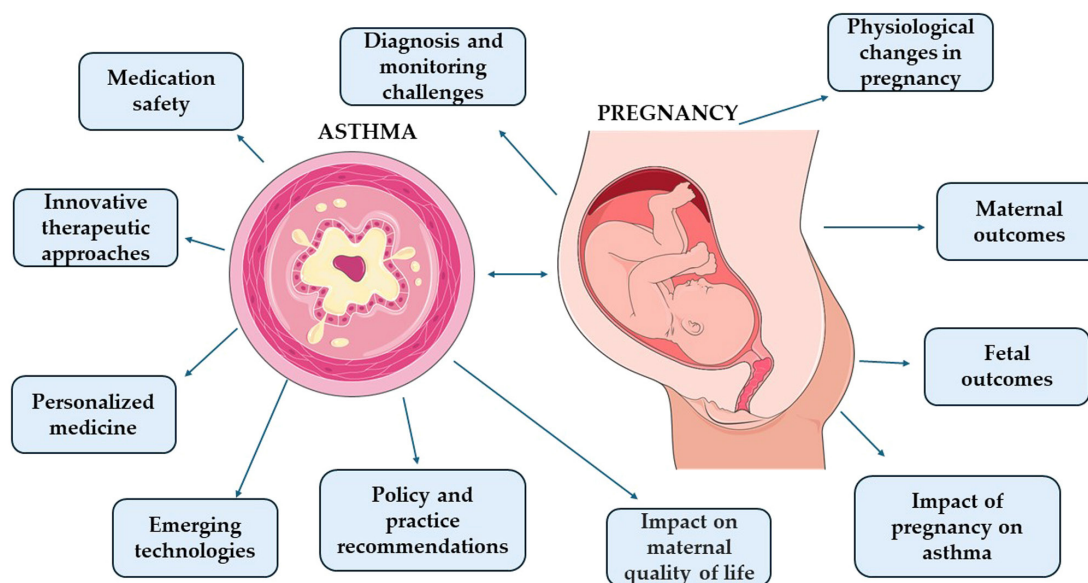 Diagnosis and
monitoring
challenges
Physiological
changes in
pregnancy
Medication
safety
ASTHMA
PREGNANCY
Innovative
therapeutic
approaches
Maternal
outcomes
Personalized
medicine
Fetal
outcomes
Emerging
technologies
Policy and
practice
recommendations
Impact on
maternal
quality of life
Impact of
pregnancy on
asthma